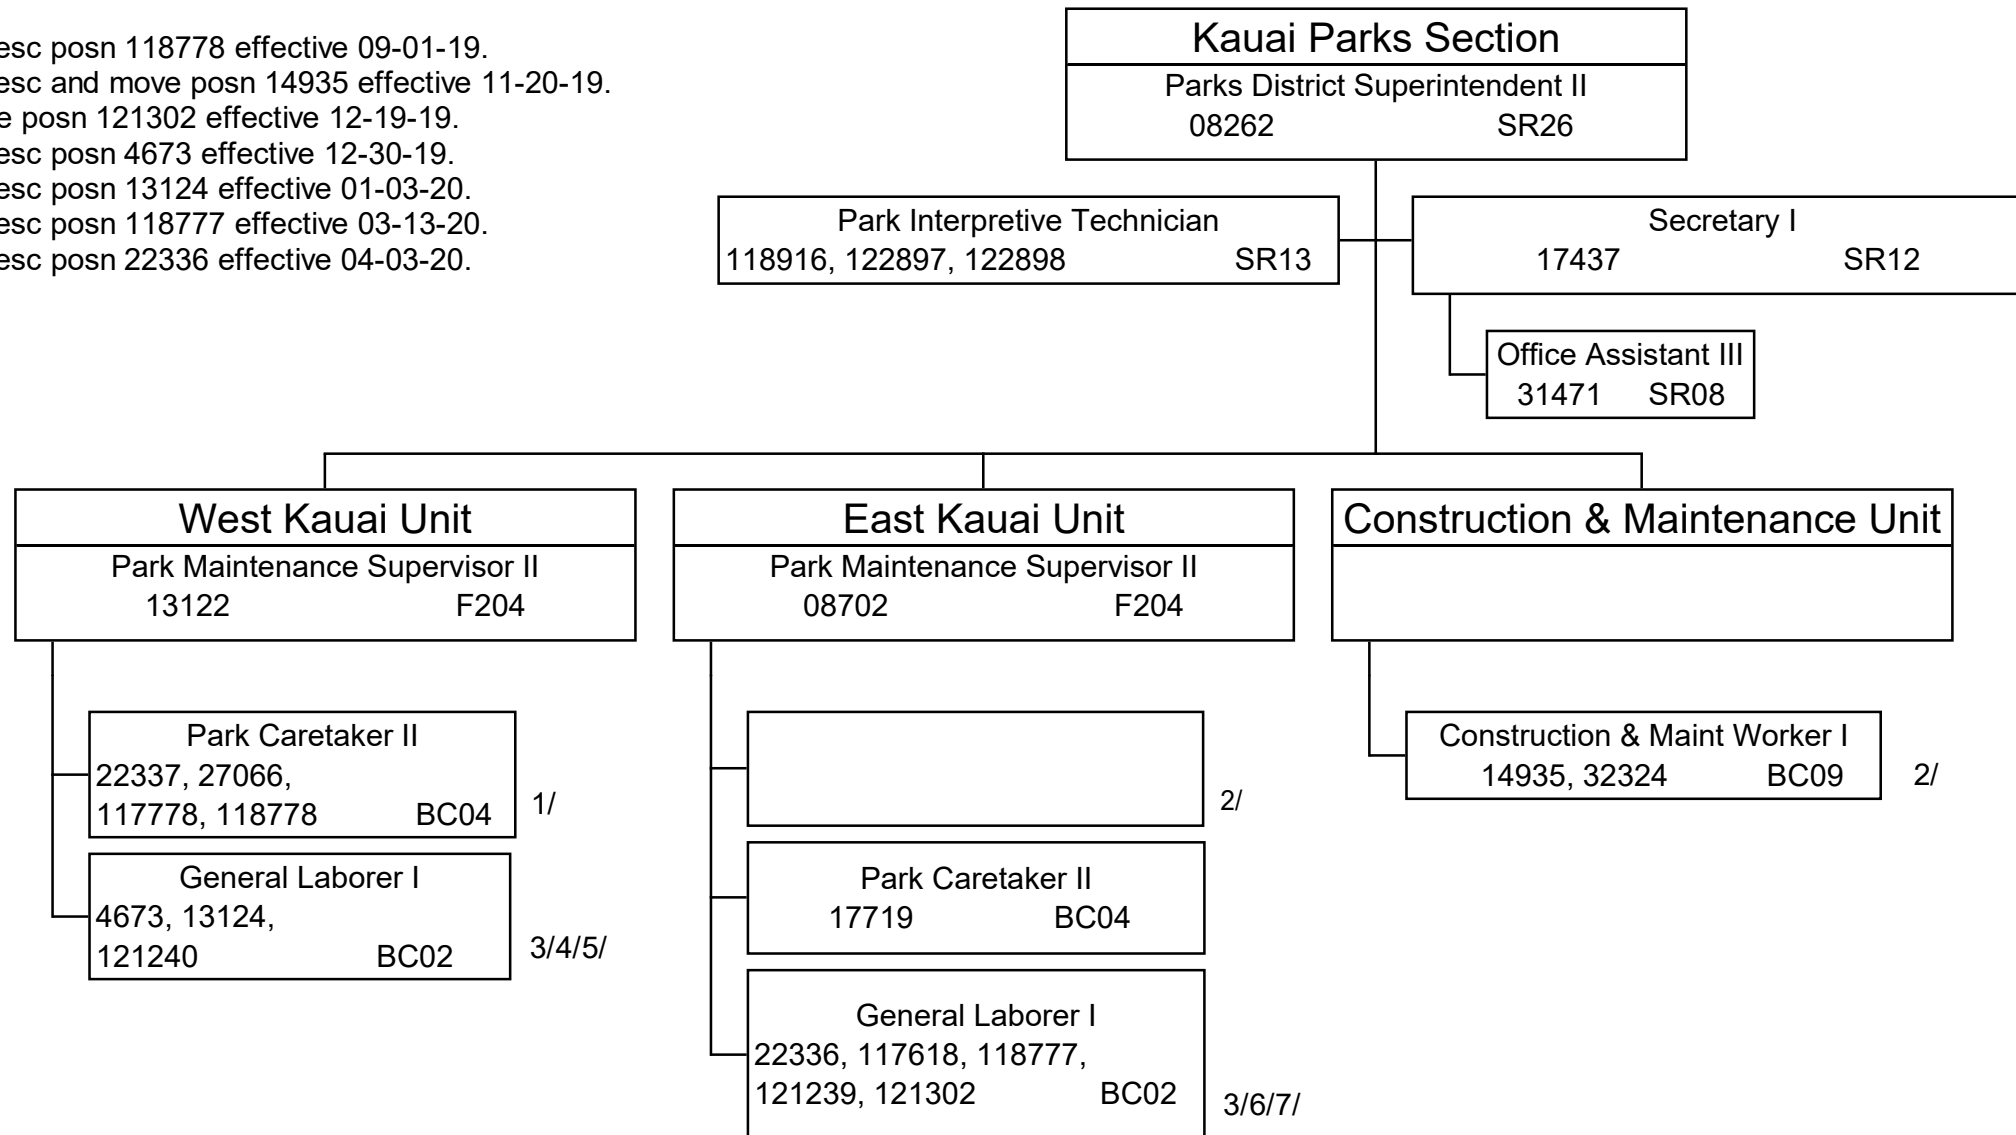 esc posn 118778 effective 09-01-19.
esc and move posn 14935 effective 11-20-19.
e posn 121302 effective 12-19-19.
esc posn 4673 effective 12-30-19.
esc posn 13124 effective 01-03-20.
esc posn 118777 effective 03-13-20.
esc posn 22336 effective 04-03-20.
Kauai Parks Section
Parks District Superintendent II
08262 SR26
Park Interpretive Technician
118916, 122897, 122898 SR13
Secretary I
17437 SR12
Office Assistant III
31471 SR08
West Kauai Unit
Park Maintenance Supervisor II
13122 F204
Park Caretaker II
22337, 27066,
117778, 118778 BC04 1/
General Laborer I
4673, 13124,
121240 BC02 3/4/5/
East Kauai Unit
Park Maintenance Supervisor II
08702 F204
2/
Park Caretaker II
17719 BC04
General Laborer I
22336, 117618, 118777,
121239, 121302 BC02 3/6/7/
Construction & Maintenance Unit
Construction & Maint Worker I
14935, 32324 BC09 2/